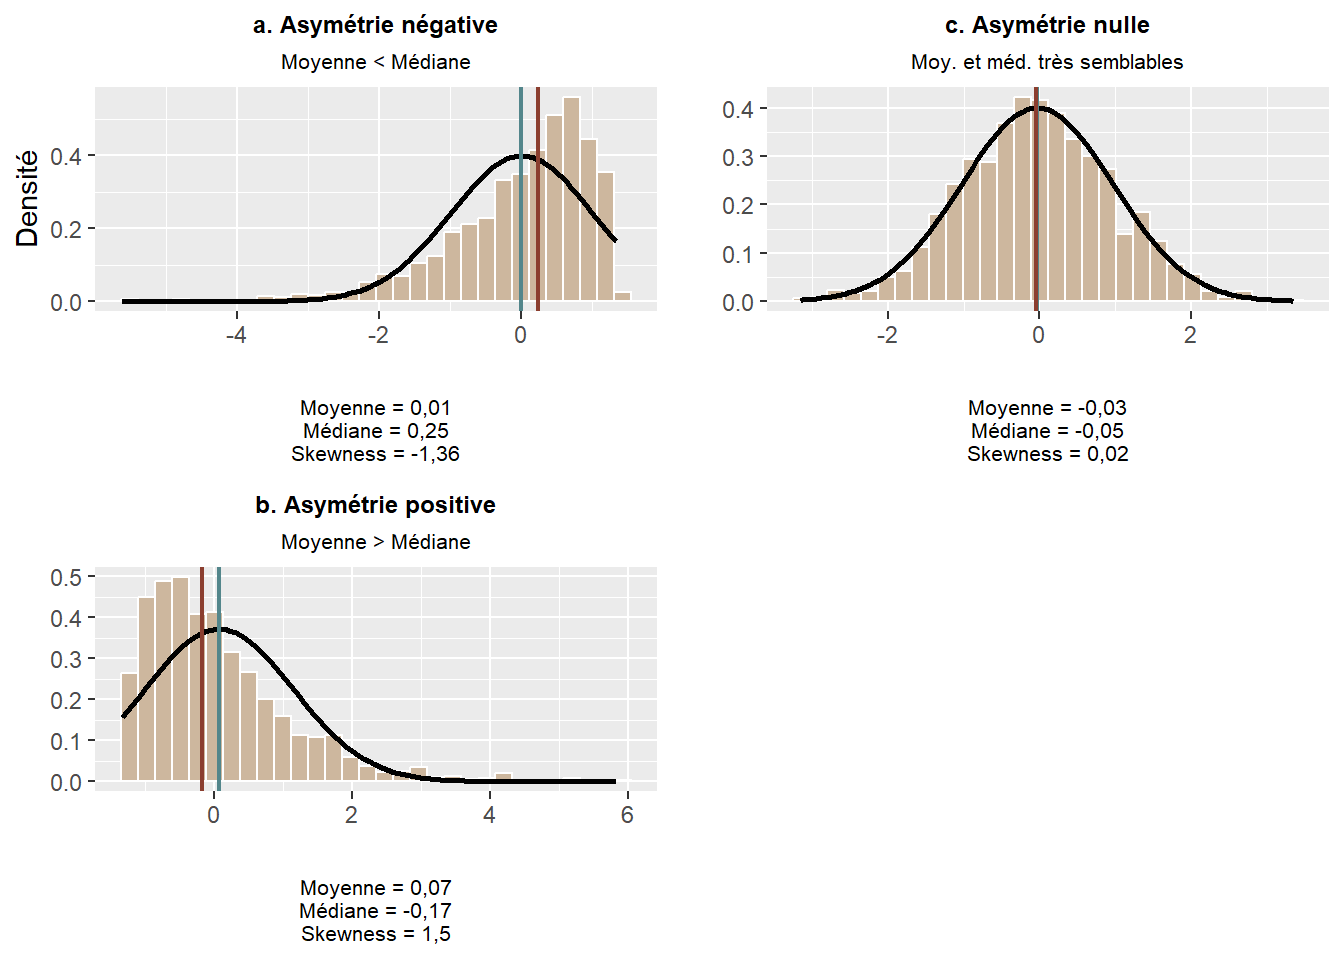 a. Asymétrie négative
Moyenne < Médiane
Densité
0.4
0.2
0.0
-4
-2
0
Moyenne = 0,01
Médiane = 0,25
Skewness = -1,36
c. Asymétrie nulle
Moy. et méd. très semblables
0.4
0.3
0.2
0.1
0.0
-2
0
2
Moyenne = -0,03
Médiane = -0,05
Skewness = 0,02
b. Asymétrie positive
Moyenne > Médiane
0.5
0.4
0.3
0.2
0.1
0.0
0
2
4
6
Moyenne = 0,07
Médiane = -0,17
Skewness = 1,5